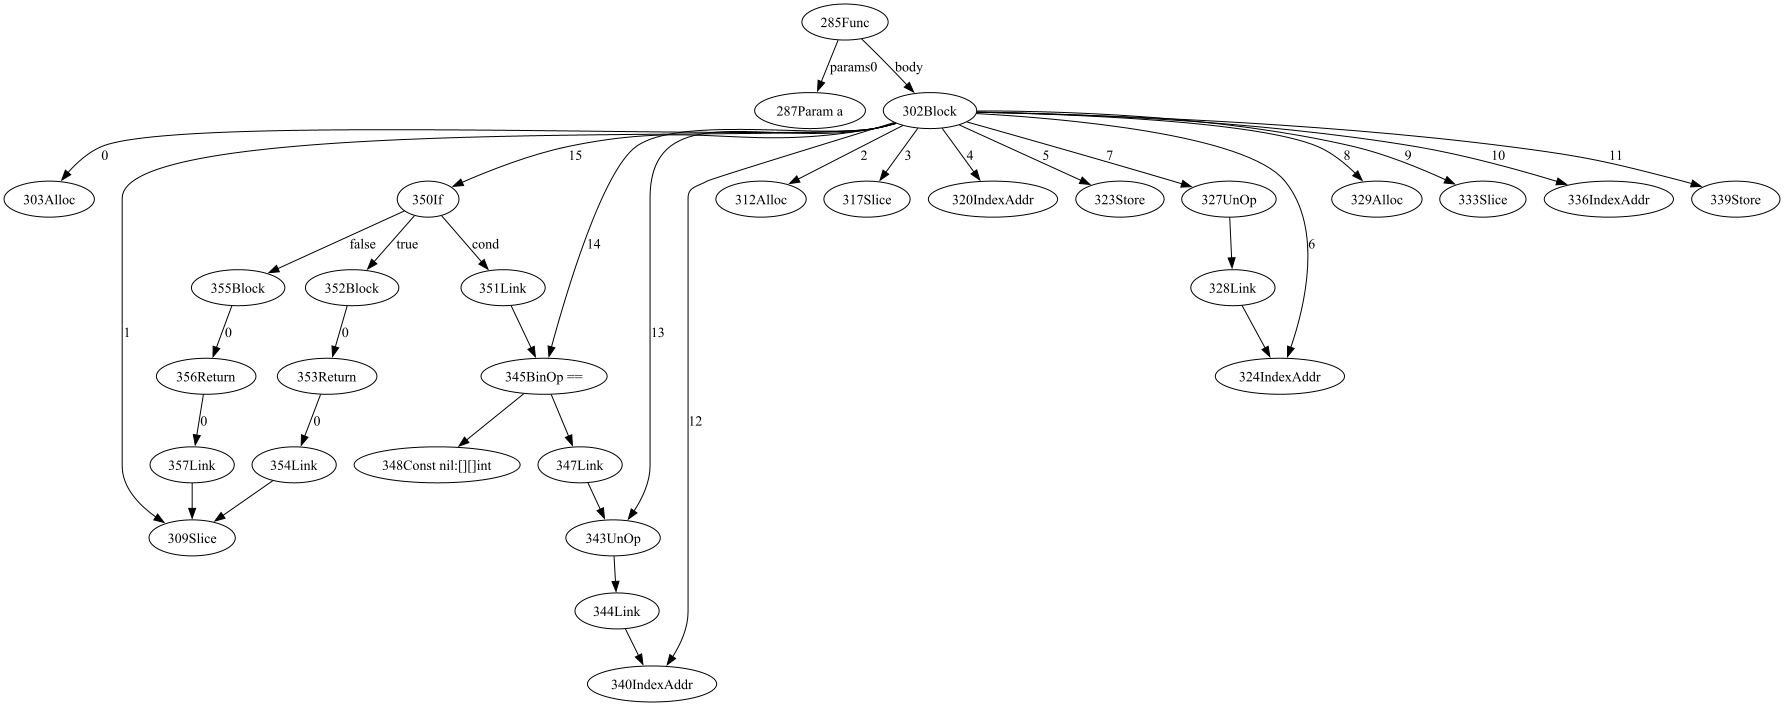 285Func
params0
body
287Param a
302Block
0
15
2
3
4
5
7
8
9
10
11
303Alloc
350If
312Alloc
317Slice
320IndexAddr
323Store
327UnOp
329Alloc
333Slice
336IndexAddr
339Store
false
true
cond
14
6
355Block
352Block
351Link
328Link
1
0
0
13
356Return
353Return
345BinOp ==
324IndexAddr
0
0
12
357Link
354Link
348Const nil:[][]int
347Link
309Slice
343UnOp
344Link
340IndexAddr